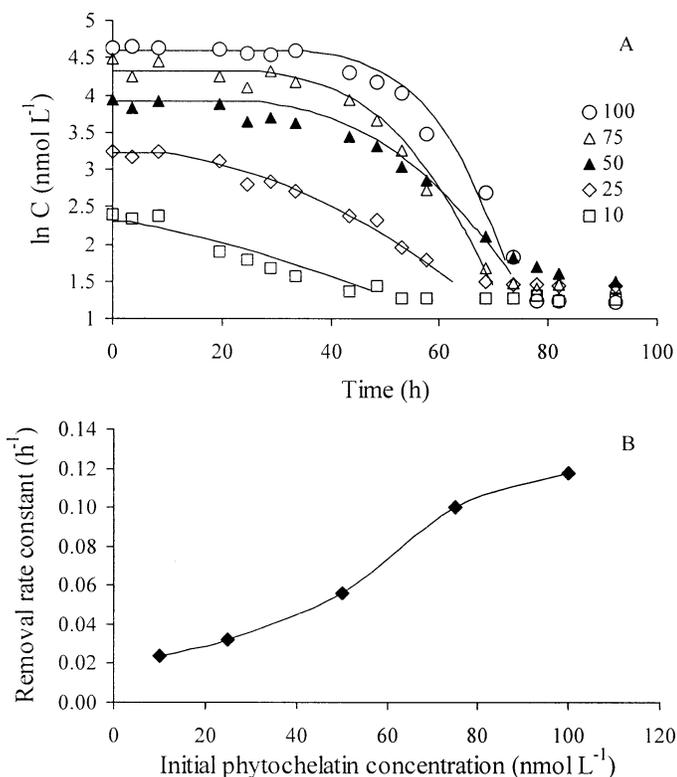 A
ln C (nmol L⁻¹)
5
4.5
4
3.5
3
2.5
2
1.5
1
0 20 40 60 80 100
Time (h)
100
75
50
25
10
B
Removal rate constant (h⁻¹)
0.14
0.12
0.10
0.08
0.06
0.04
0.02
0.00
0 20 40 60 80 100 120
Initial phytochelatin concentration (nmol L⁻¹)